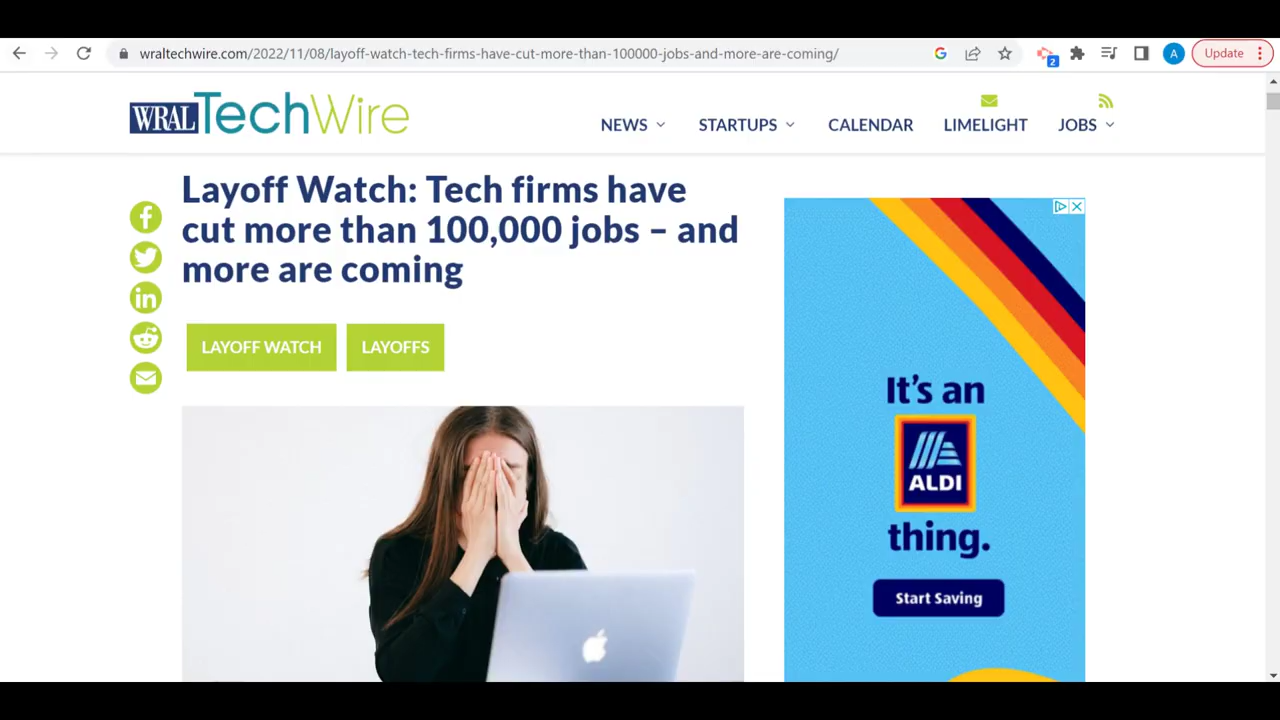 wraltechwire.com/2022/11/08/layoff-watch-tech-firms-have-cut-more-than-100000-jobs-and-more-are-coming/
2
A
Update
WRAL TechWire
NEWS
STARTUPS
CALENDAR
LIMELIGHT
JOBS
Layoff Watch: Tech firms have
cut more than 100,000 jobs – and
more are coming
LAYOFF WATCH
LAYOFFS
It's an
ALDI
thing.
Start Saving